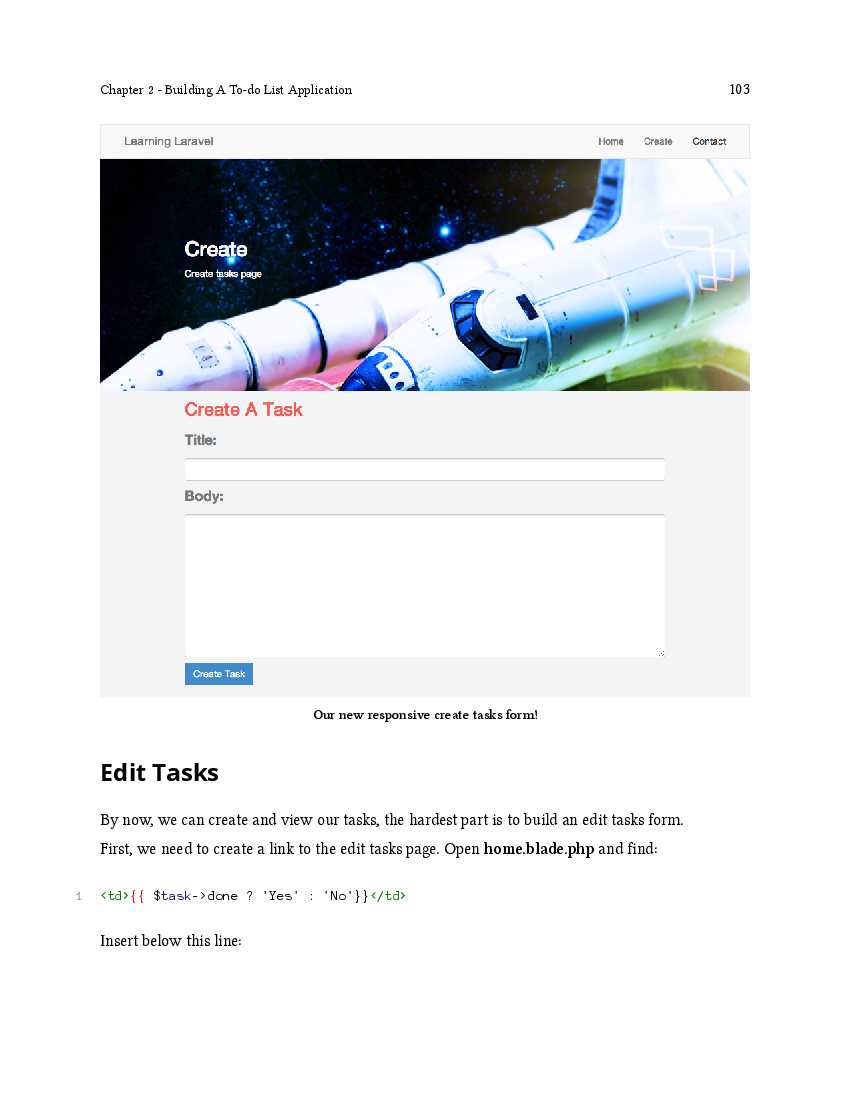 Chapter 2 - Building A To-do List Application 103
Learning Laravel Home Create Contact
Create
Create tasks page
Create A Task
Title:
Body:
Create Task
Our new responsive create tasks form!
Edit Tasks
By now, we can create and view our tasks, the hardest part is to build an edit tasks form.
First, we need to create a link to the edit tasks page. Open home.blade.php and find:
1 <td>{{ $task->done ? 'Yes' : 'No'}}</td>
Insert below this line: